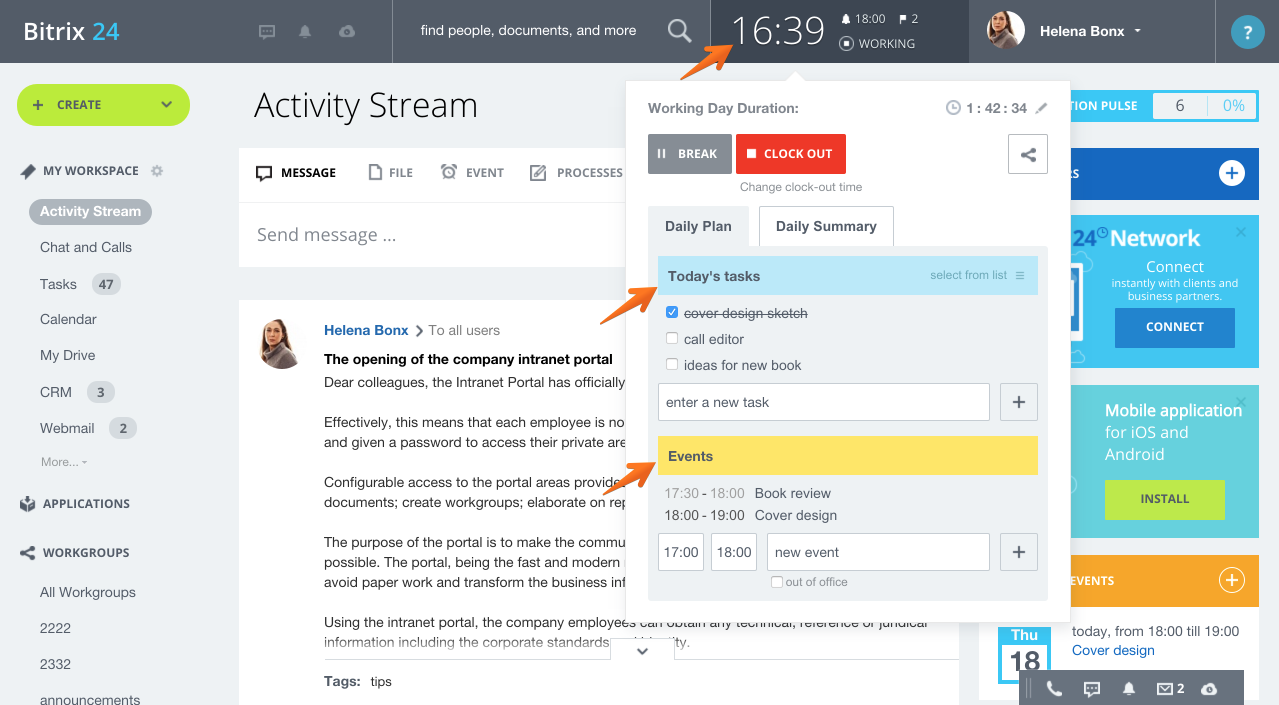 Bitrix 24
find people, documents, and more
16:39
18:00
2
WORKING
Helena Bonx
?
CREATE
MY WORKSPACE
Activity Stream
Chat and Calls
Tasks 47
Calendar
My Drive
CRM 3
Webmail 2
More...
APPLICATIONS
WORKGROUPS
All Workgroups
2222
2332
announcements
Activity Stream
MESSAGE
FILE
EVENT
PROCESSES
Send message ...
Helena Bonx > To all users
The opening of the company intranet portal
Dear colleagues, the Intranet Portal has officially
Effectively, this means that each employee is
and given a password to access their private
Configurable access to the portal areas
documents; create workgroups; elaborate on
The purpose of the portal is to make the
possible. The portal, being the fast and modern
avoid paper work and transform the business
Using the intranet portal, the company employees can obtain any technical, reference or juridical
information including the corporate standards and identity.
Tags: tips
Working Day Duration:
1 : 42 : 34
BREAK
CLOCK OUT
Change clock-out time
Daily Plan
Daily Summary
Today's tasks
select from list
cover design sketch
call editor
ideas for new book
enter a new task
+
Events
17:30 - 18:00 Book review
18:00 - 19:00 Cover design
17:00
18:00
new event
+
out of office
PULSE
6
0%
24 Network
Connect
instantly with clients and
business partners.
CONNECT
Mobile application
for iOS and
Android
INSTALL
EVENTS
Thu
18
today, from 18:00 till 19:00
Cover design
2